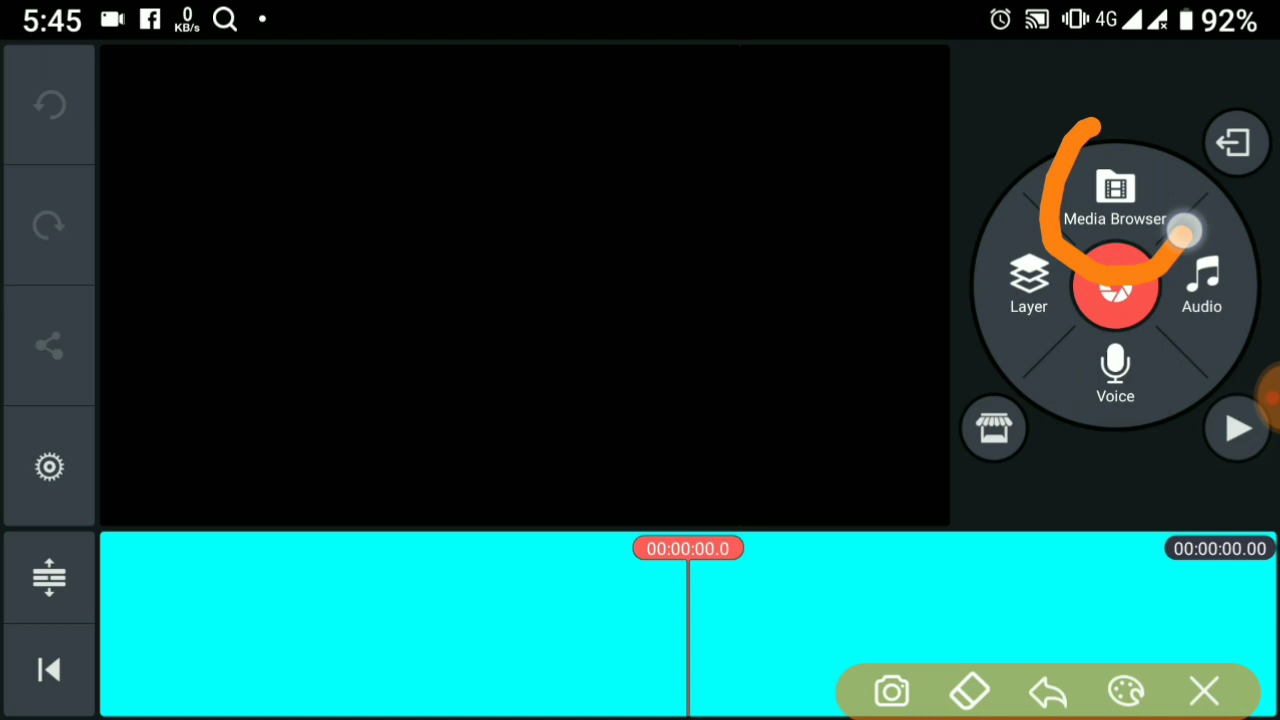 5:45
0
KB/s
4G
92%
Media Browser
Layer
Audio
Voice
00:00:00.0
00:00:00.00